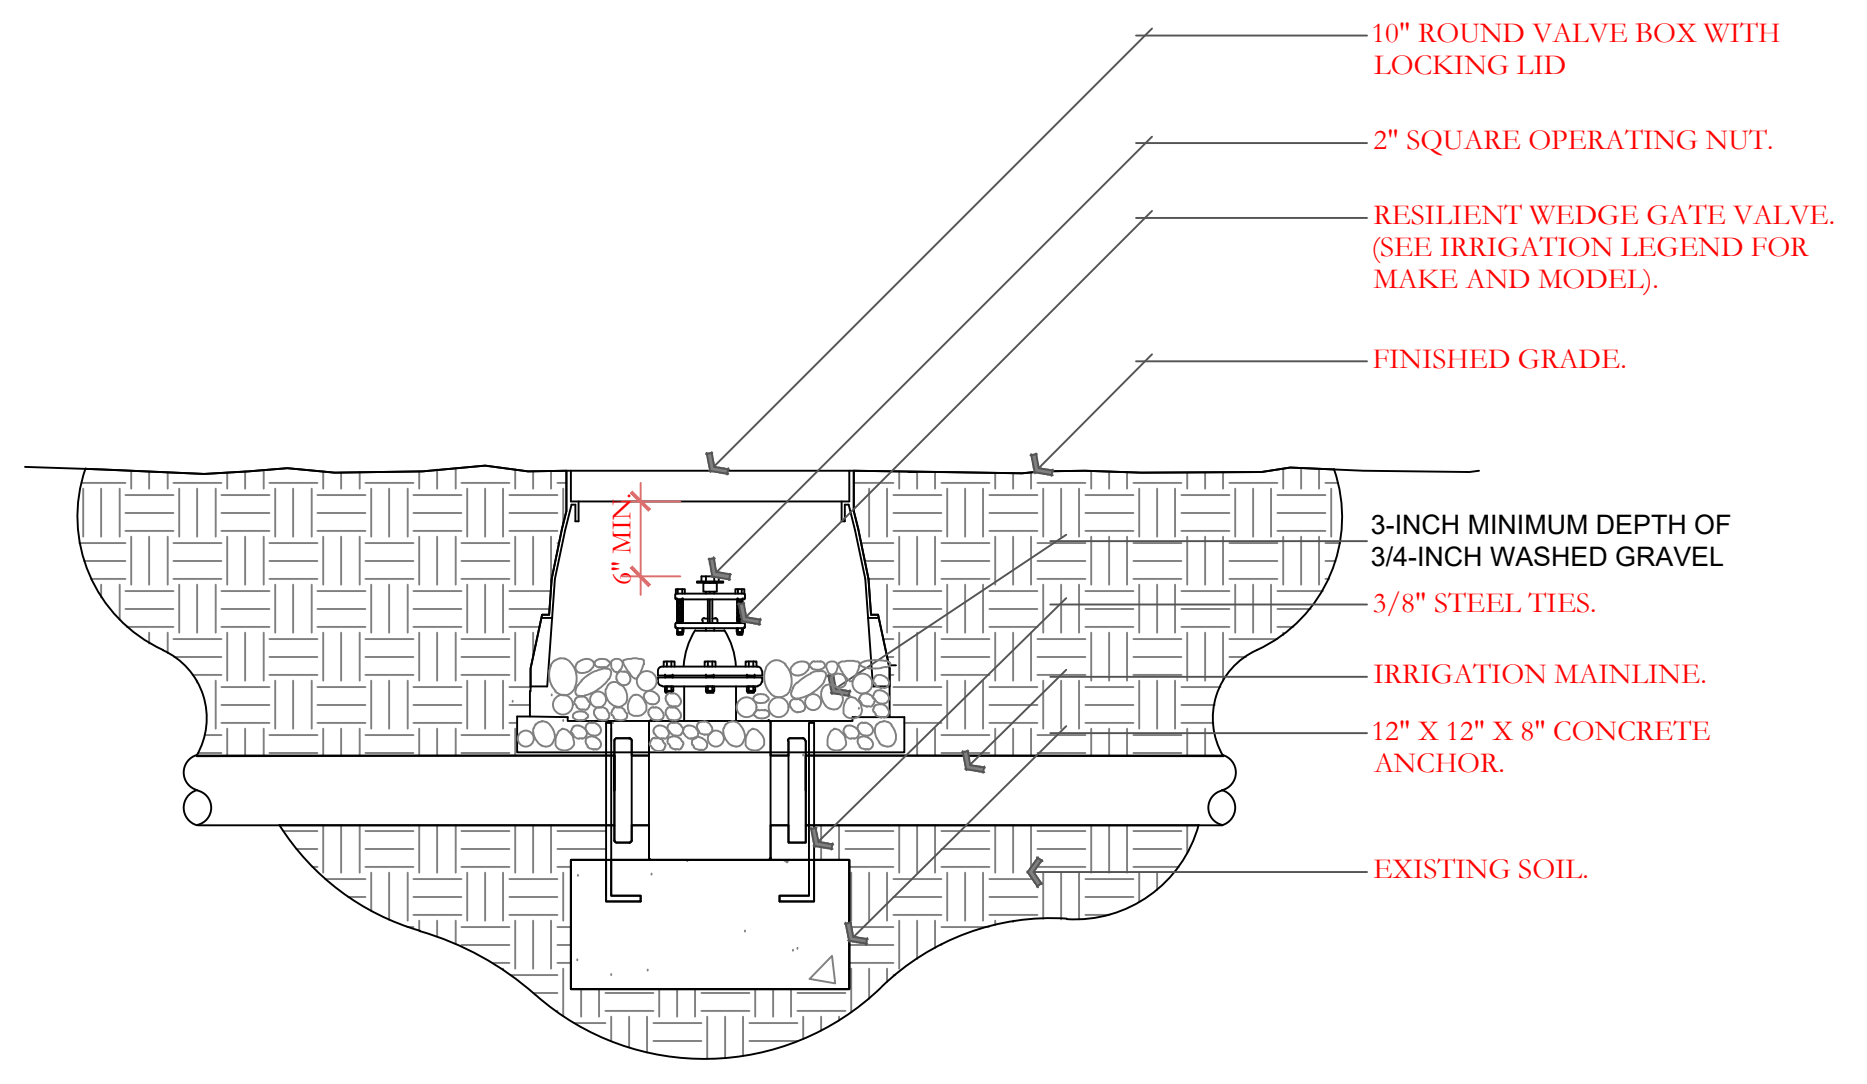 10" ROUND VALVE BOX WITH
LOCKING LID
2" SQUARE OPERATING NUT.
RESILIENT WEDGE GATE VALVE.
(SEE IRRIGATION LEGEND FOR
MAKE AND MODEL).
FINISHED GRADE.
6" MIN.
3-INCH MINIMUM DEPTH OF
3/4-INCH WASHED GRAVEL
3/8" STEEL TIES.
IRRIGATION MAINLINE.
12" X 12" X 8" CONCRETE
ANCHOR.
EXISTING SOIL.